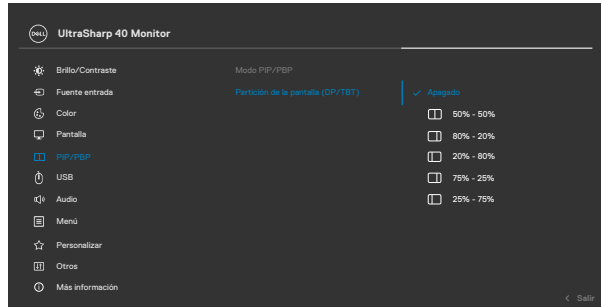 DELL UltraSharp 40 Monitor
Brillo/Contraste
Modo PIP/PBP
Fuente entrada
Partición de la pantalla (DP/TBT)
Apagado
Color
50% - 50%
Pantalla
80% - 20%
PIP/PBP
20% - 80%
USB
75% - 25%
Audio
25% - 75%
Menú
Personalizar
Otros
Más información
Salir